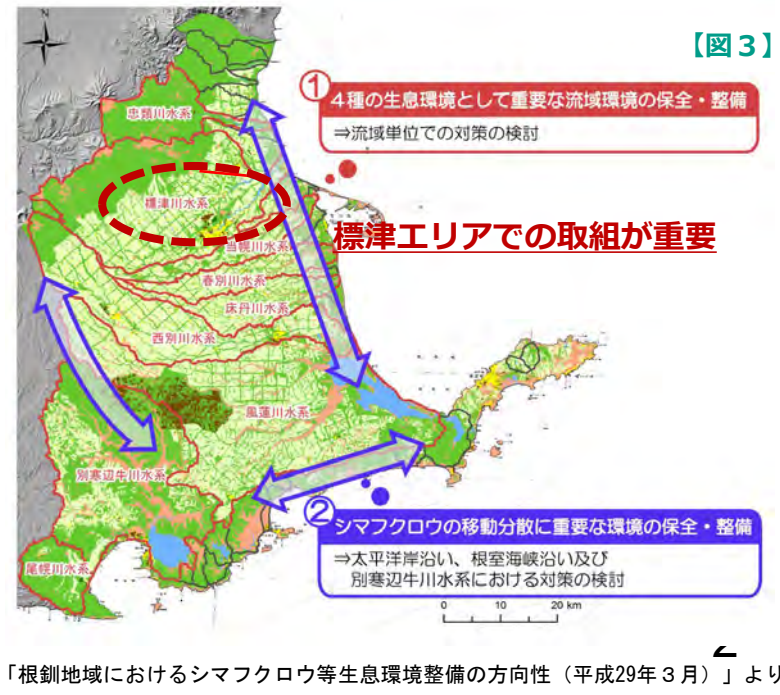 【図３】
N
①
４種の生息環境として重要な流域環境の保全・整備
⇒流域単位での対策の検討
忠類川水系
標津川水系
標津エリアでの取組が重要
当幌川水系
春別川水系
床丹川水系
西別川水系
風蓮川水系
別寒辺牛川水系
②
シマフクロウの移動分散に重要な環境の保全・整備
⇒太平洋岸沿い、根室海峡沿い及び
別寒辺牛川水系における対策の検討
尾幌川水系
0 10 20 km
「根釧地域におけるシマフクロウ等生息環境整備の方向性（平成29年３月）」より